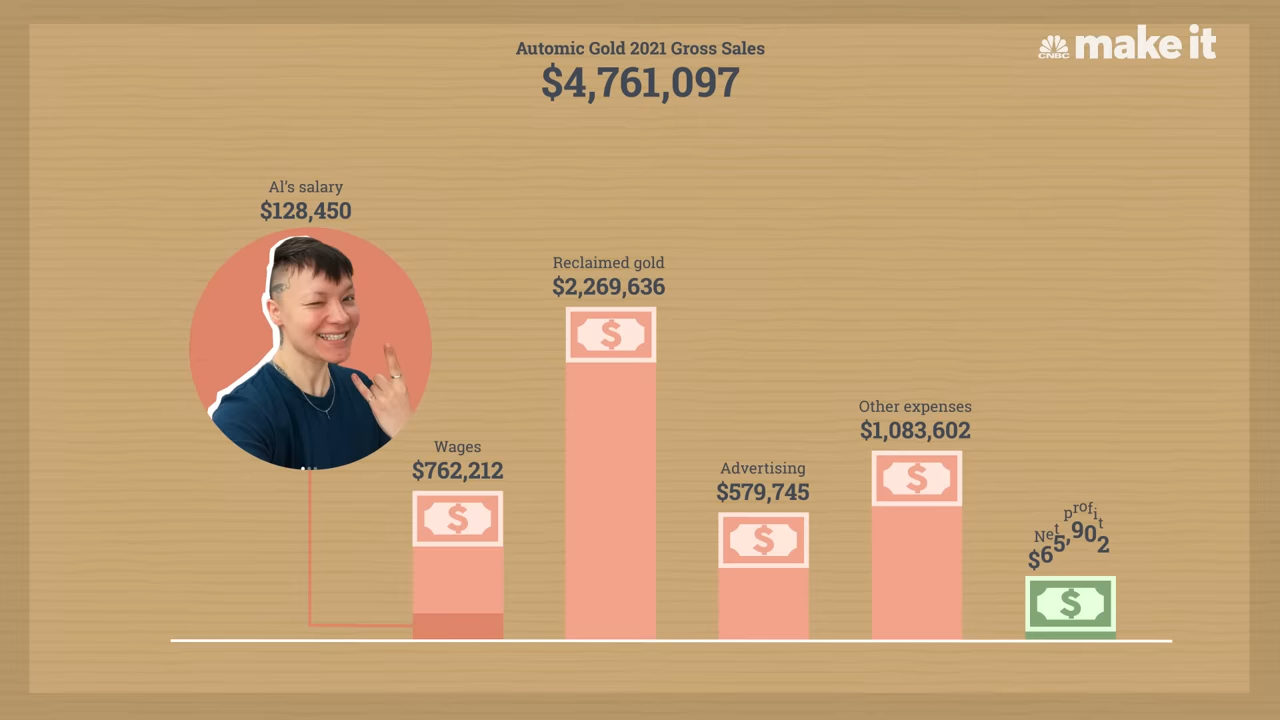 Automic Gold 2021 Gross Sales
$4,761,097
CNBC
make it
Al's salary
$128,450
Reclaimed gold
$2,269,636
Other expenses
$1,083,602
Wages
$762,212
Advertising
$579,745
Net profit
$65,902
$
$
$
$
$